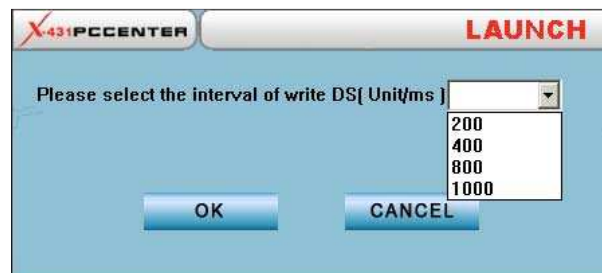 X-431PCCENTER
LAUNCH
Please select the interval of write DS( Unit/ms )
200
400
800
1000
OK
CANCEL